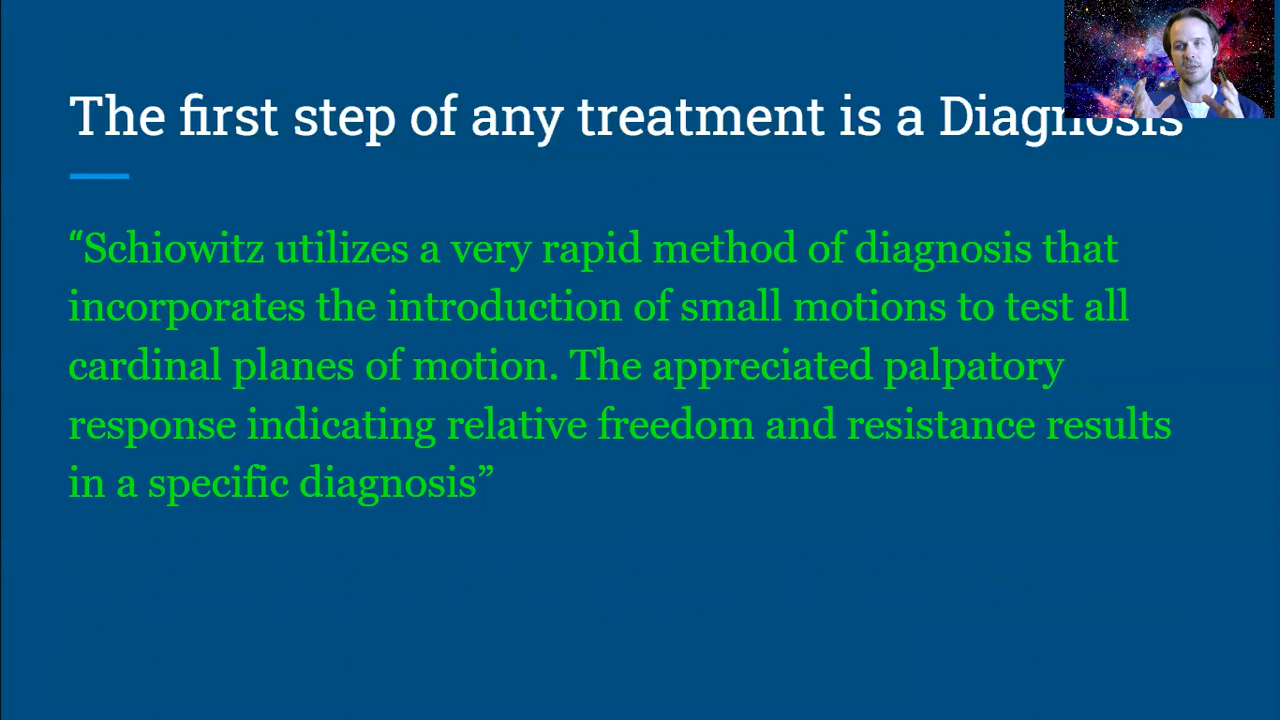 The first step of any treatment is a Diagnosis
“Schiowitz utilizes a very rapid method of diagnosis that
incorporates the introduction of small motions to test all
cardinal planes of motion. The appreciated palpatory
response indicating relative freedom and resistance results
in a specific diagnosis”